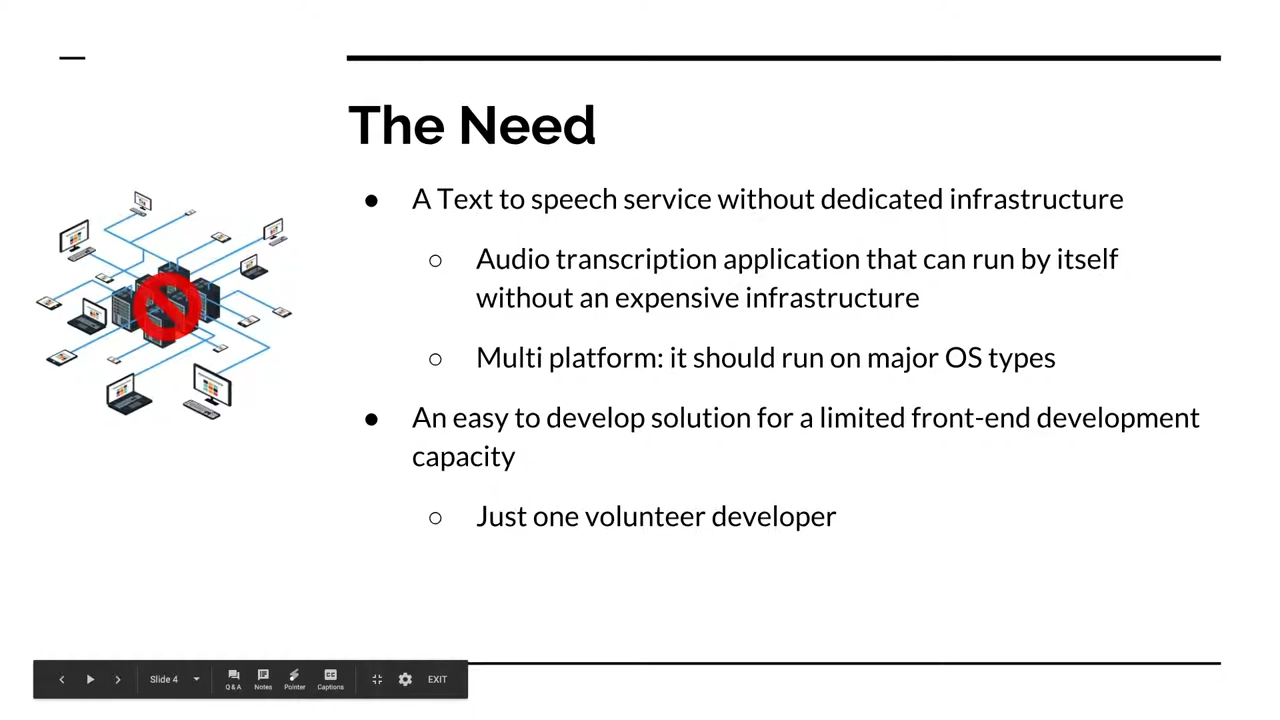 The Need
● A Text to speech service without dedicated infrastructure
○ Audio transcription application that can run by itself
without an expensive infrastructure
○ Multi platform: it should run on major OS types
● An easy to develop solution for a limited front-end development
capacity
○ Just one volunteer developer
Slide 4
Q & A
Notes
Pointer
CC
Captions
EXIT